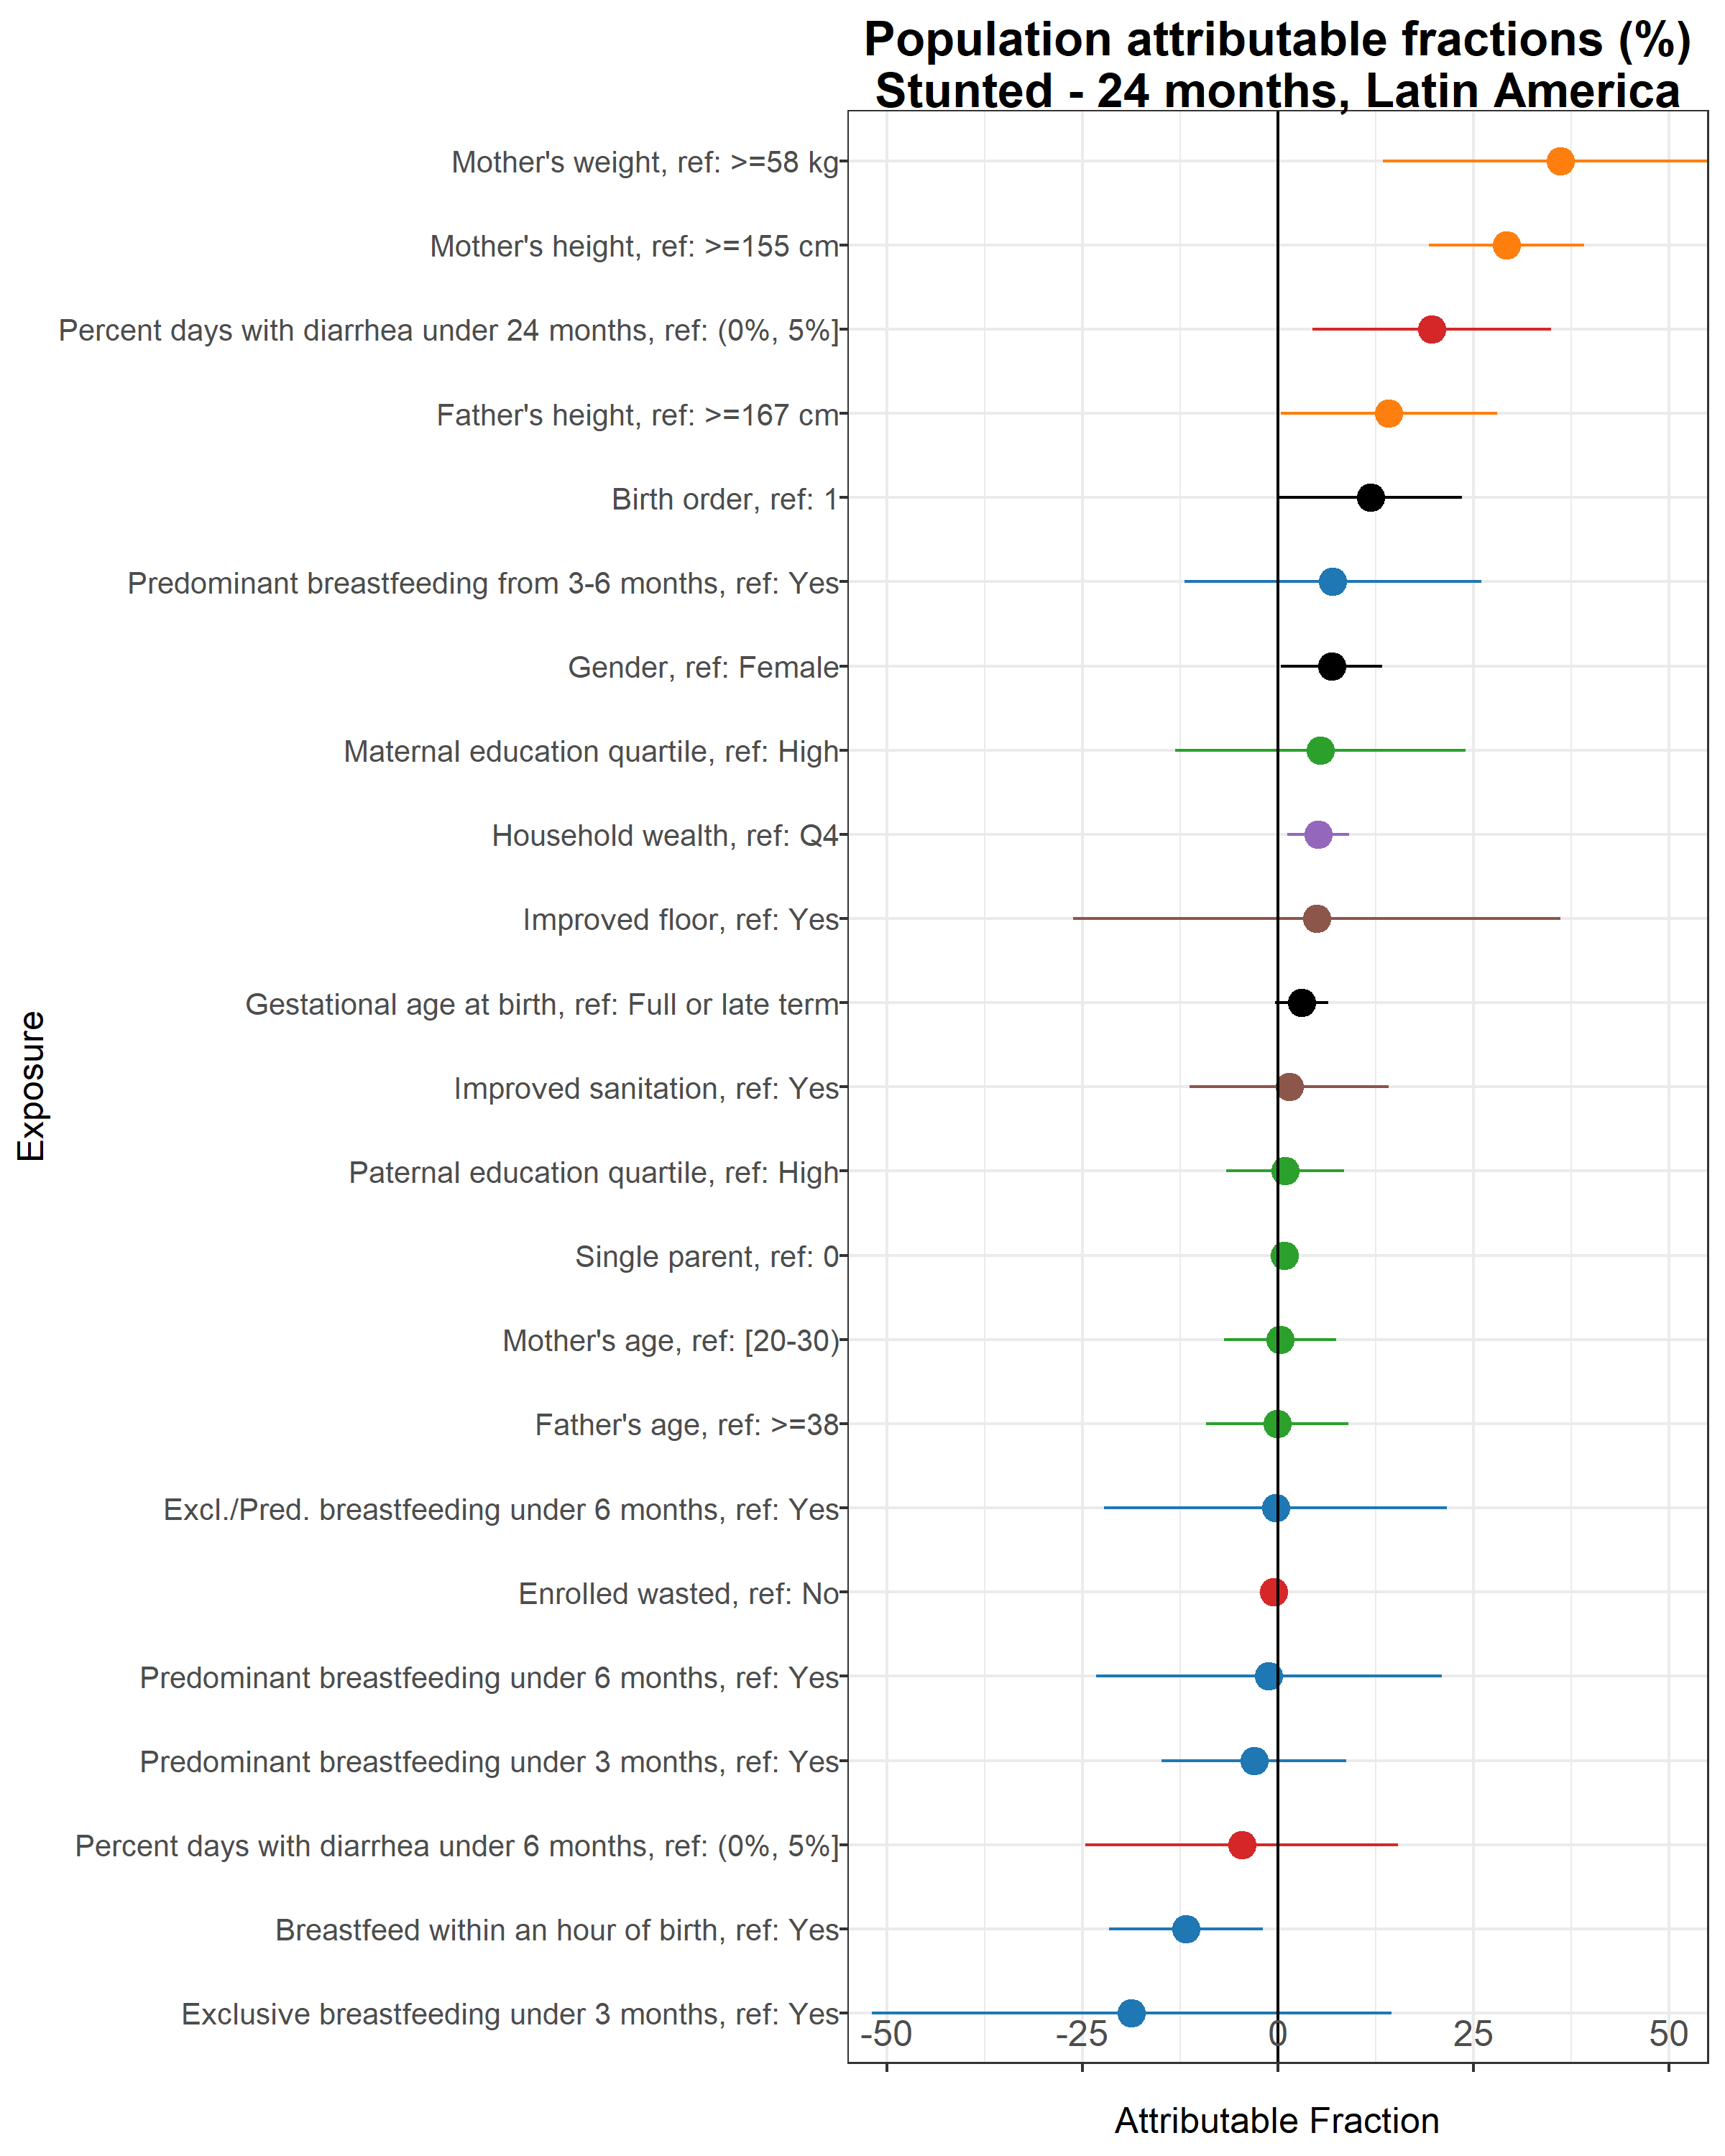 Population attributable fractions (%)
Stunted - 24 months, Latin America
Mother's weight, ref: >=58 kg
Mother's height, ref: >=155 cm
Percent days with diarrhea under 24 months, ref: (0%, 5%]
Father's height, ref: >=167 cm
Birth order, ref: 1
Predominant breastfeeding from 3-6 months, ref: Yes
Gender, ref: Female
Maternal education quartile, ref: High
Household wealth, ref: Q4
Improved floor, ref: Yes
Gestational age at birth, ref: Full or late term
Improved sanitation, ref: Yes
Paternal education quartile, ref: High
Single parent, ref: 0
Mother's age, ref: [20-30)
Father's age, ref: >=38
Excl./Pred. breastfeeding under 6 months, ref: Yes
Enrolled wasted, ref: No
Predominant breastfeeding under 6 months, ref: Yes
Predominant breastfeeding under 3 months, ref: Yes
Percent days with diarrhea under 6 months, ref: (0%, 5%]
Breastfeed within an hour of birth, ref: Yes
Exclusive breastfeeding under 3 months, ref: Yes
Exposure
-50 -25 0 25 50
Attributable Fraction